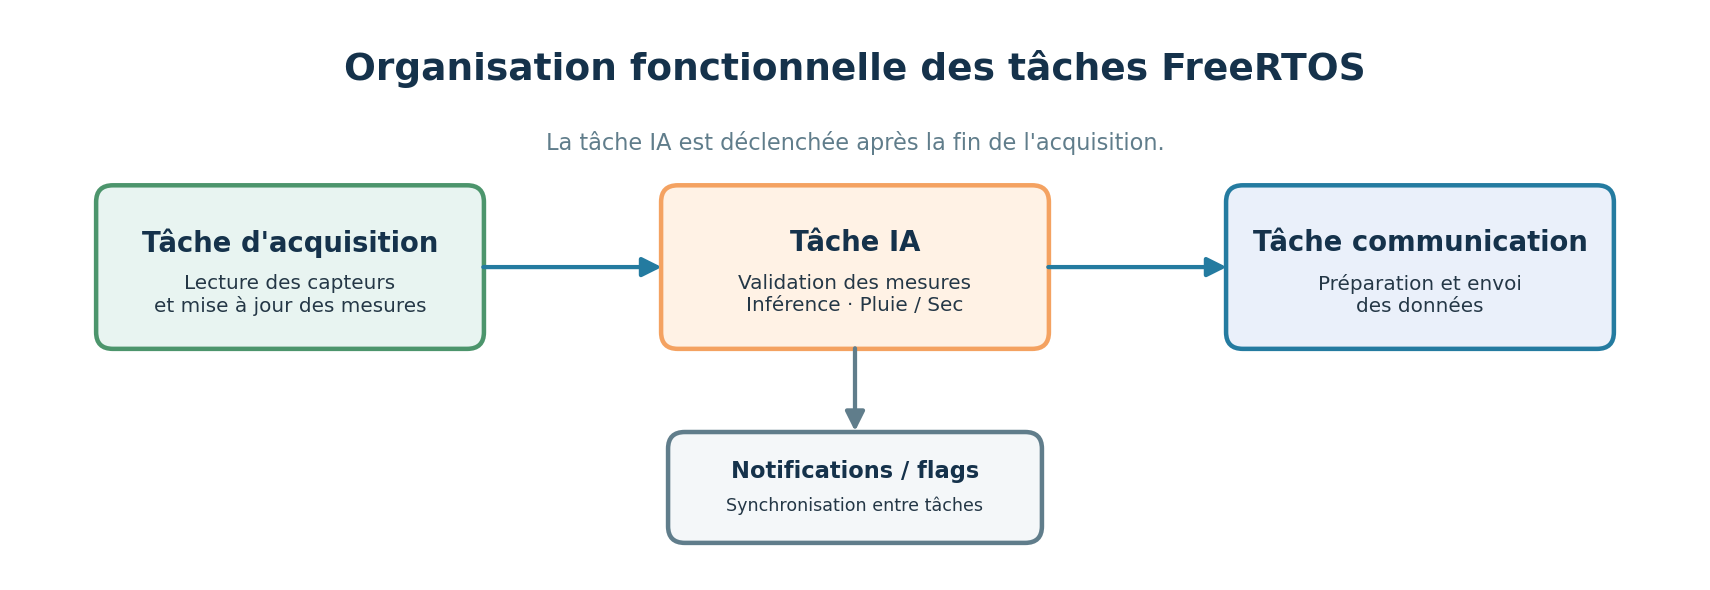 Organisation fonctionnelle des tâches FreeRTOS
La tâche IA est déclenchée après la fin de l'acquisition.
Tâche d'acquisition
Lecture des capteurs
et mise à jour des mesures
Tâche IA
Validation des mesures
Inférence · Pluie / Sec
Tâche communication
Préparation et envoi
des données
Notifications / flags
Synchronisation entre tâches